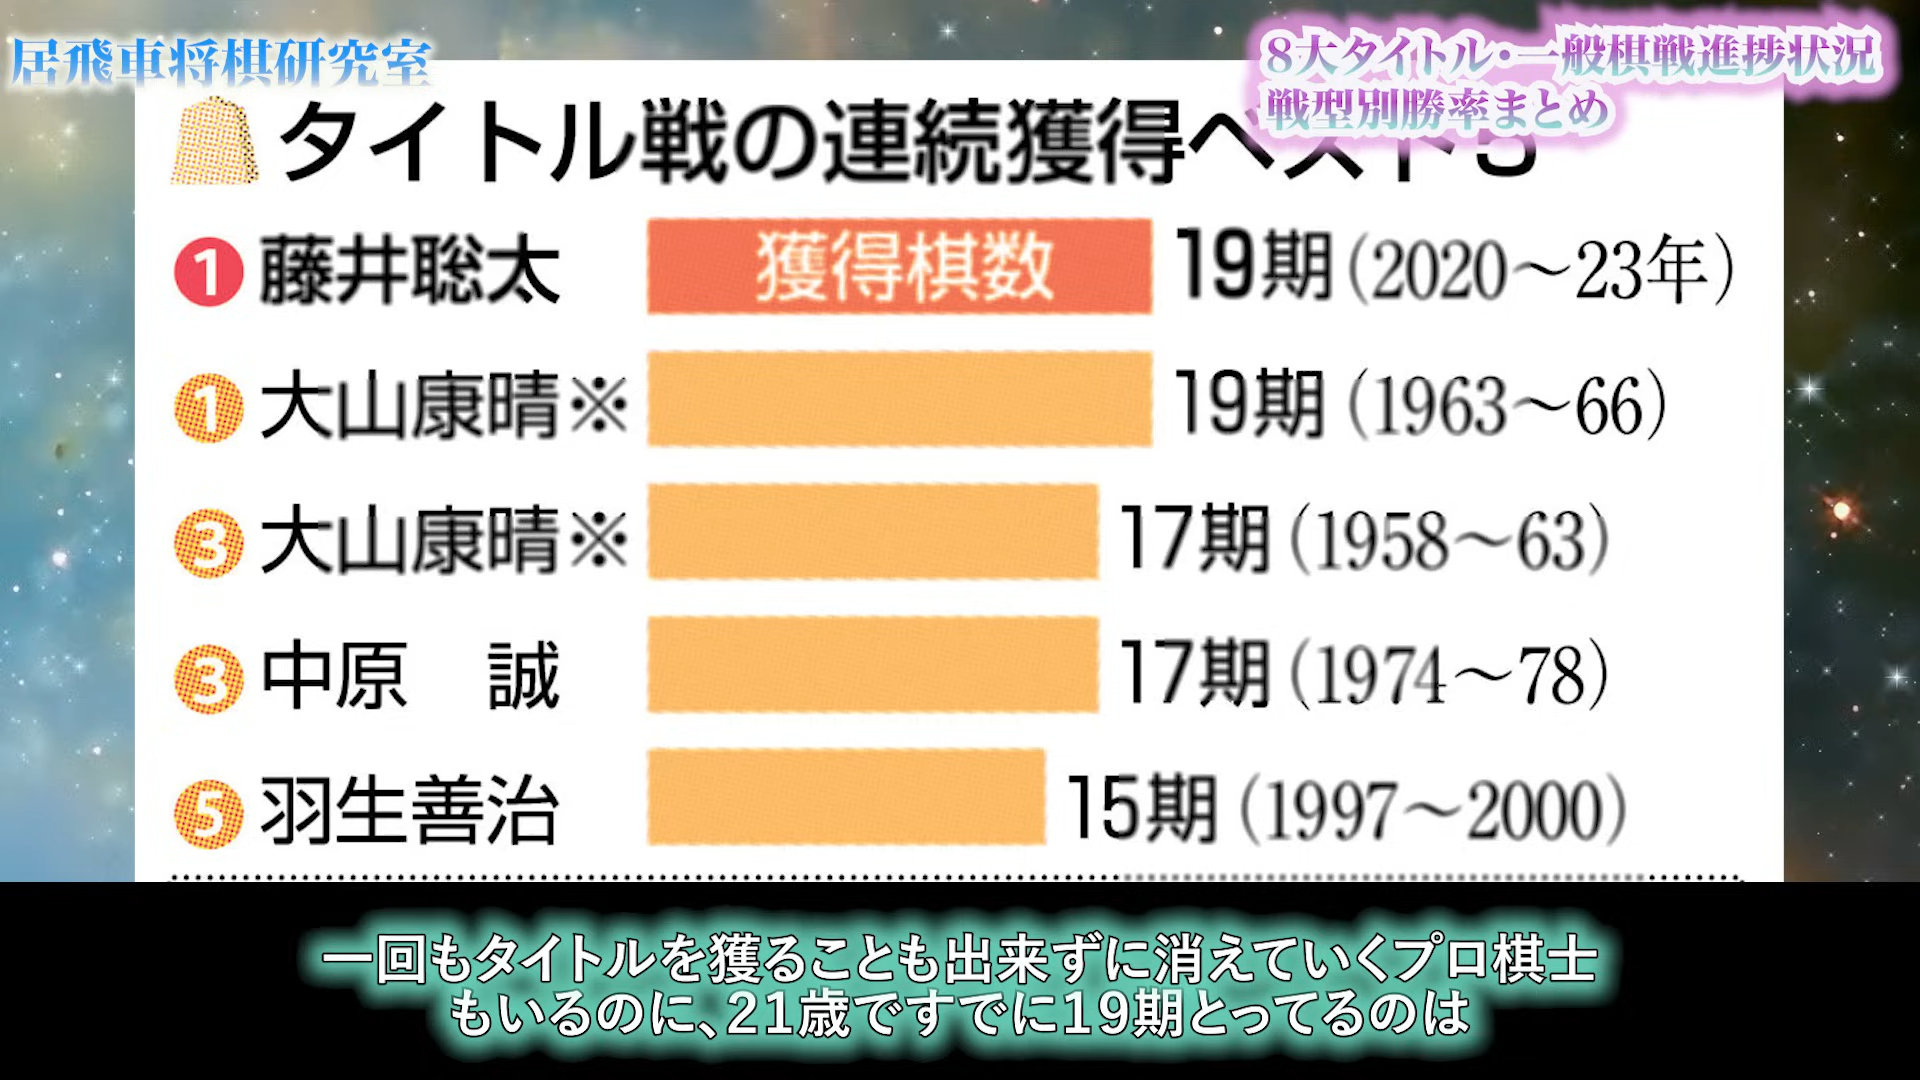 居飛車将棋研究室
8大タイトル・一般棋戦進捗状況
戦型別勝率まとめ
タイトル戦の連続獲得ベスト5
1 藤井聡太 獲得棋数 19期(2020〜23年)
1 大山康晴※ 19期(1963〜66)
3 大山康晴※ 17期(1958〜63)
3 中原 誠 17期(1974〜78)
5 羽生善治 15期(1997〜2000)
一回もタイトルを獲ることも出来ずに消えていくプロ棋士
もいるのに、21歳ですでに19期とってるのは